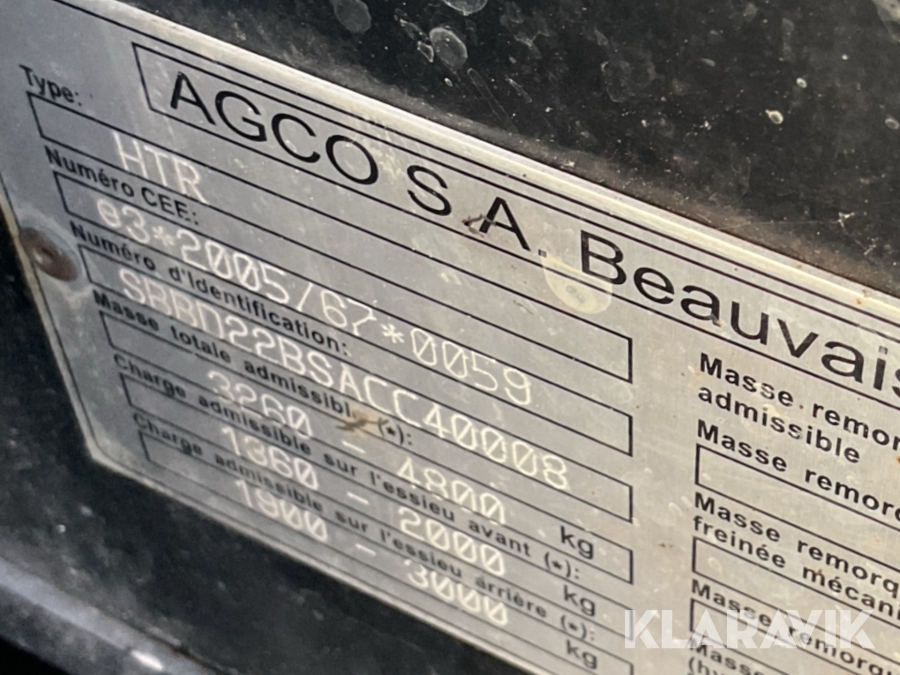 AGCO S.A. Beauvais
Type:
HTR
Numéro CEE:
e3*2005/67*0059
Numéro d'Identification:
SBBD22BSACC40008
Masse totale admissible (*):
3260 - 4800 kg
Charge admissible sur l'essieu avant (*):
1360 - 2000 kg
Charge admissible sur l'essieu arrière (*):
1900 - 3000 kg
Masse remor
admissible
Masse remorq
Masse remorq
freinée mécani
Masse remorque
Masse
KLARAVIK